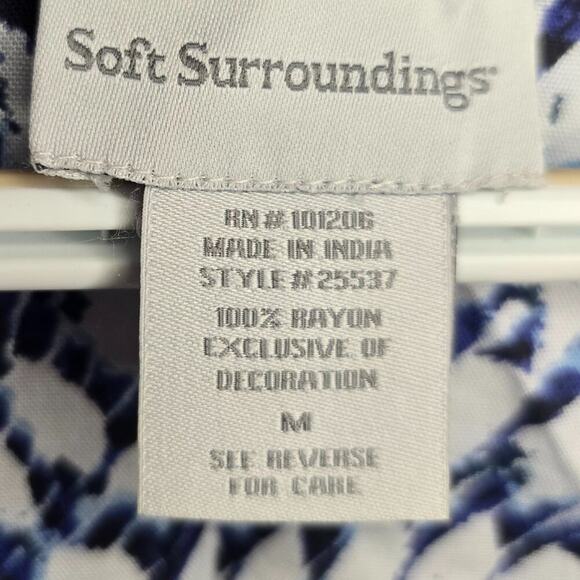 Soft Surroundings
RN # 101206
MADE IN INDIA
STYLE # 25537
100% RAYON
EXCLUSIVE OF
DECORATION
M
SEE REVERSE
FOR CARE